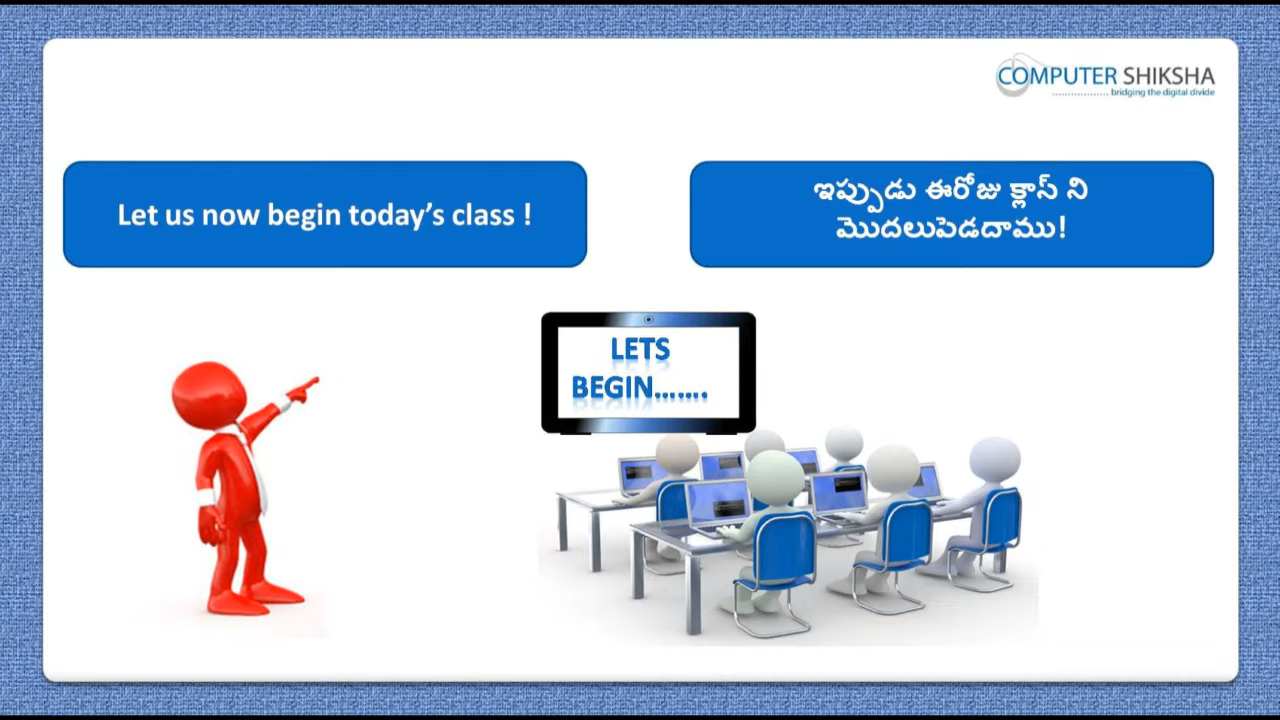 COMPUTER SHIKSHA
.................. bridging the digital divide
Let us now begin today’s class !
ఇప్పుడు ఈరోజు క్లాస్ ని
మొదలుపెడదాము!
LETS
BEGIN.......